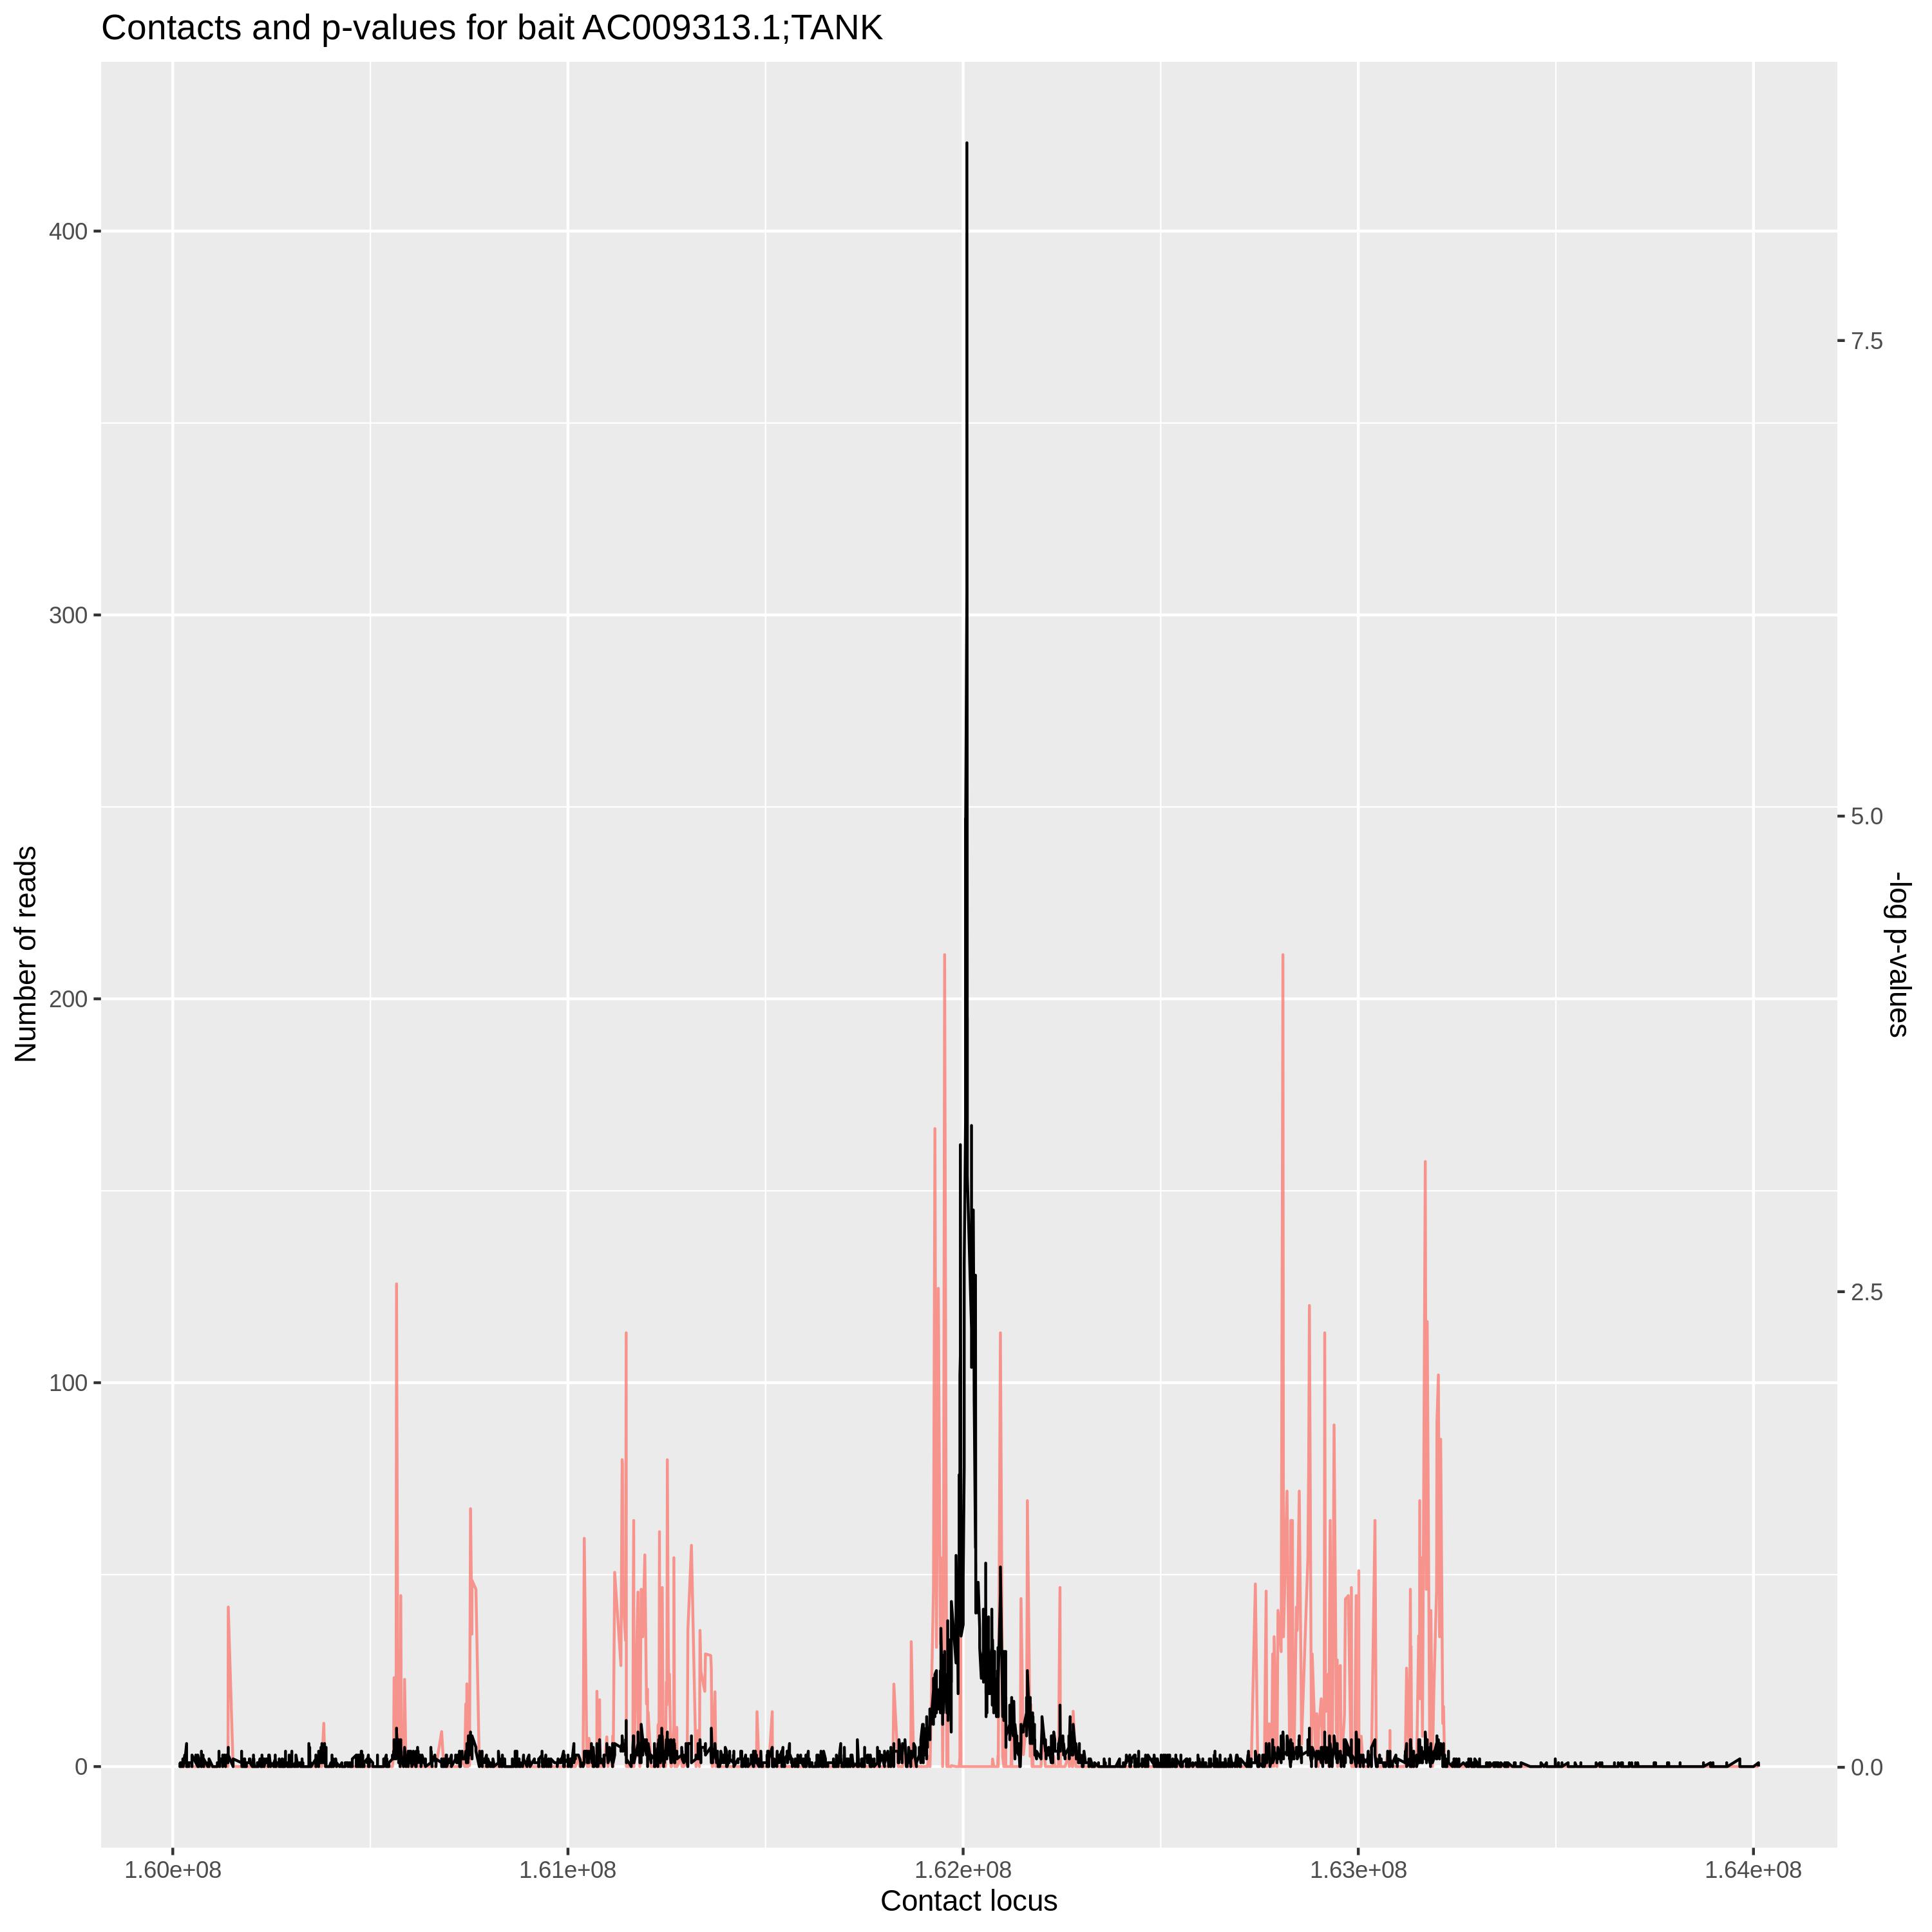 Contacts and p-values for bait AC009313.1;TANK
400
300
200
100
0
Number of reads
7.5
5.0
2.5
0.0
-log p-values
1.60e+08
1.61e+08
1.62e+08
1.63e+08
1.64e+08
Contact locus